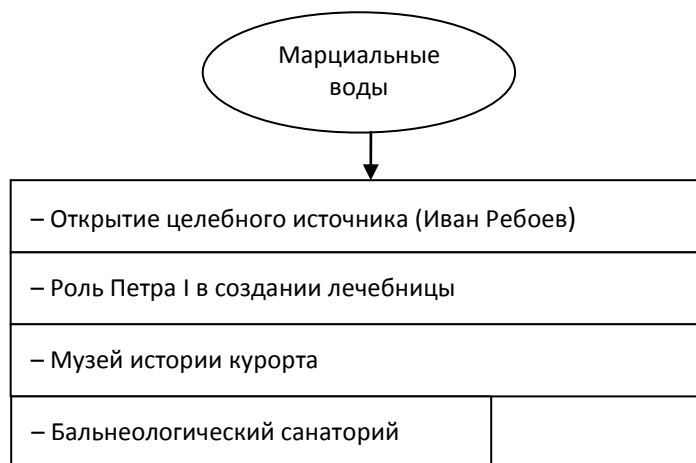 Марциальные
воды
– Открытие целебного источника (Иван Ребоев)
– Роль Петра I в создании лечебницы
– Музей истории курорта
– Бальнеологический санаторий